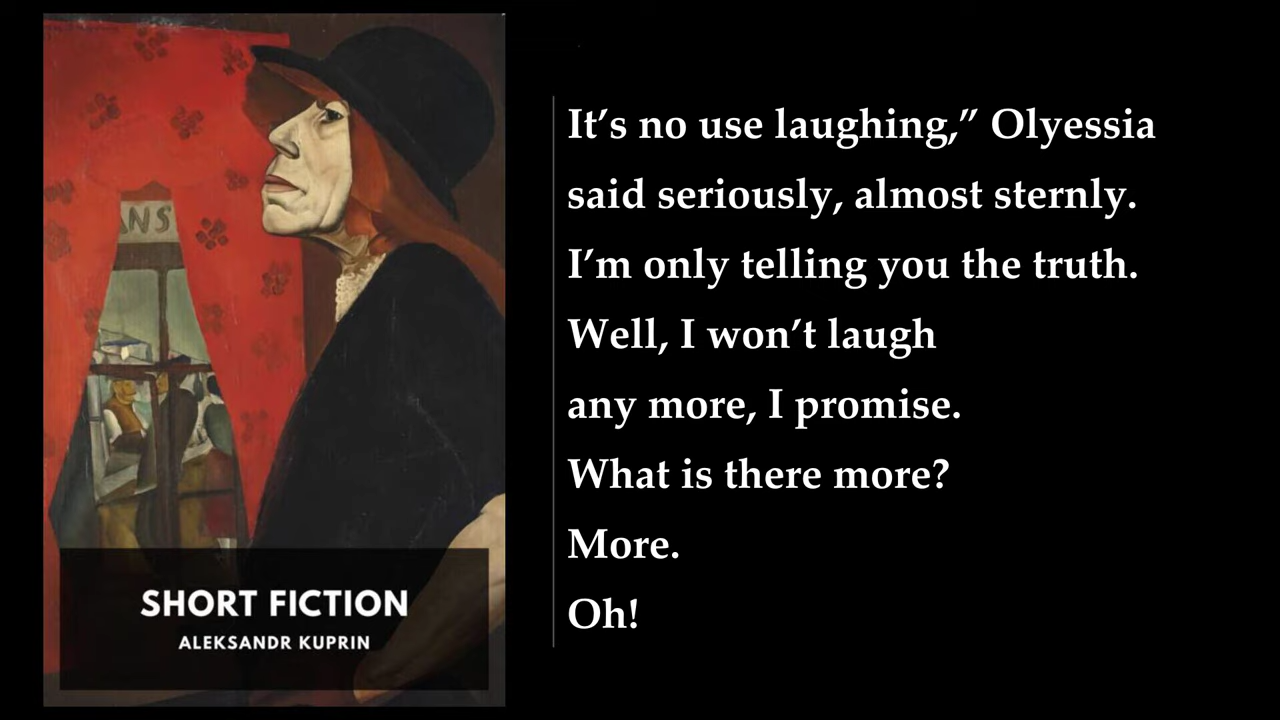 ANS
SHORT FICTION
ALEKSANDR KUPRIN
It’s no use laughing,” Olyessia
said seriously, almost sternly.
I’m only telling you the truth.
Well, I won’t laugh
any more, I promise.
What is there more?
More.
Oh!